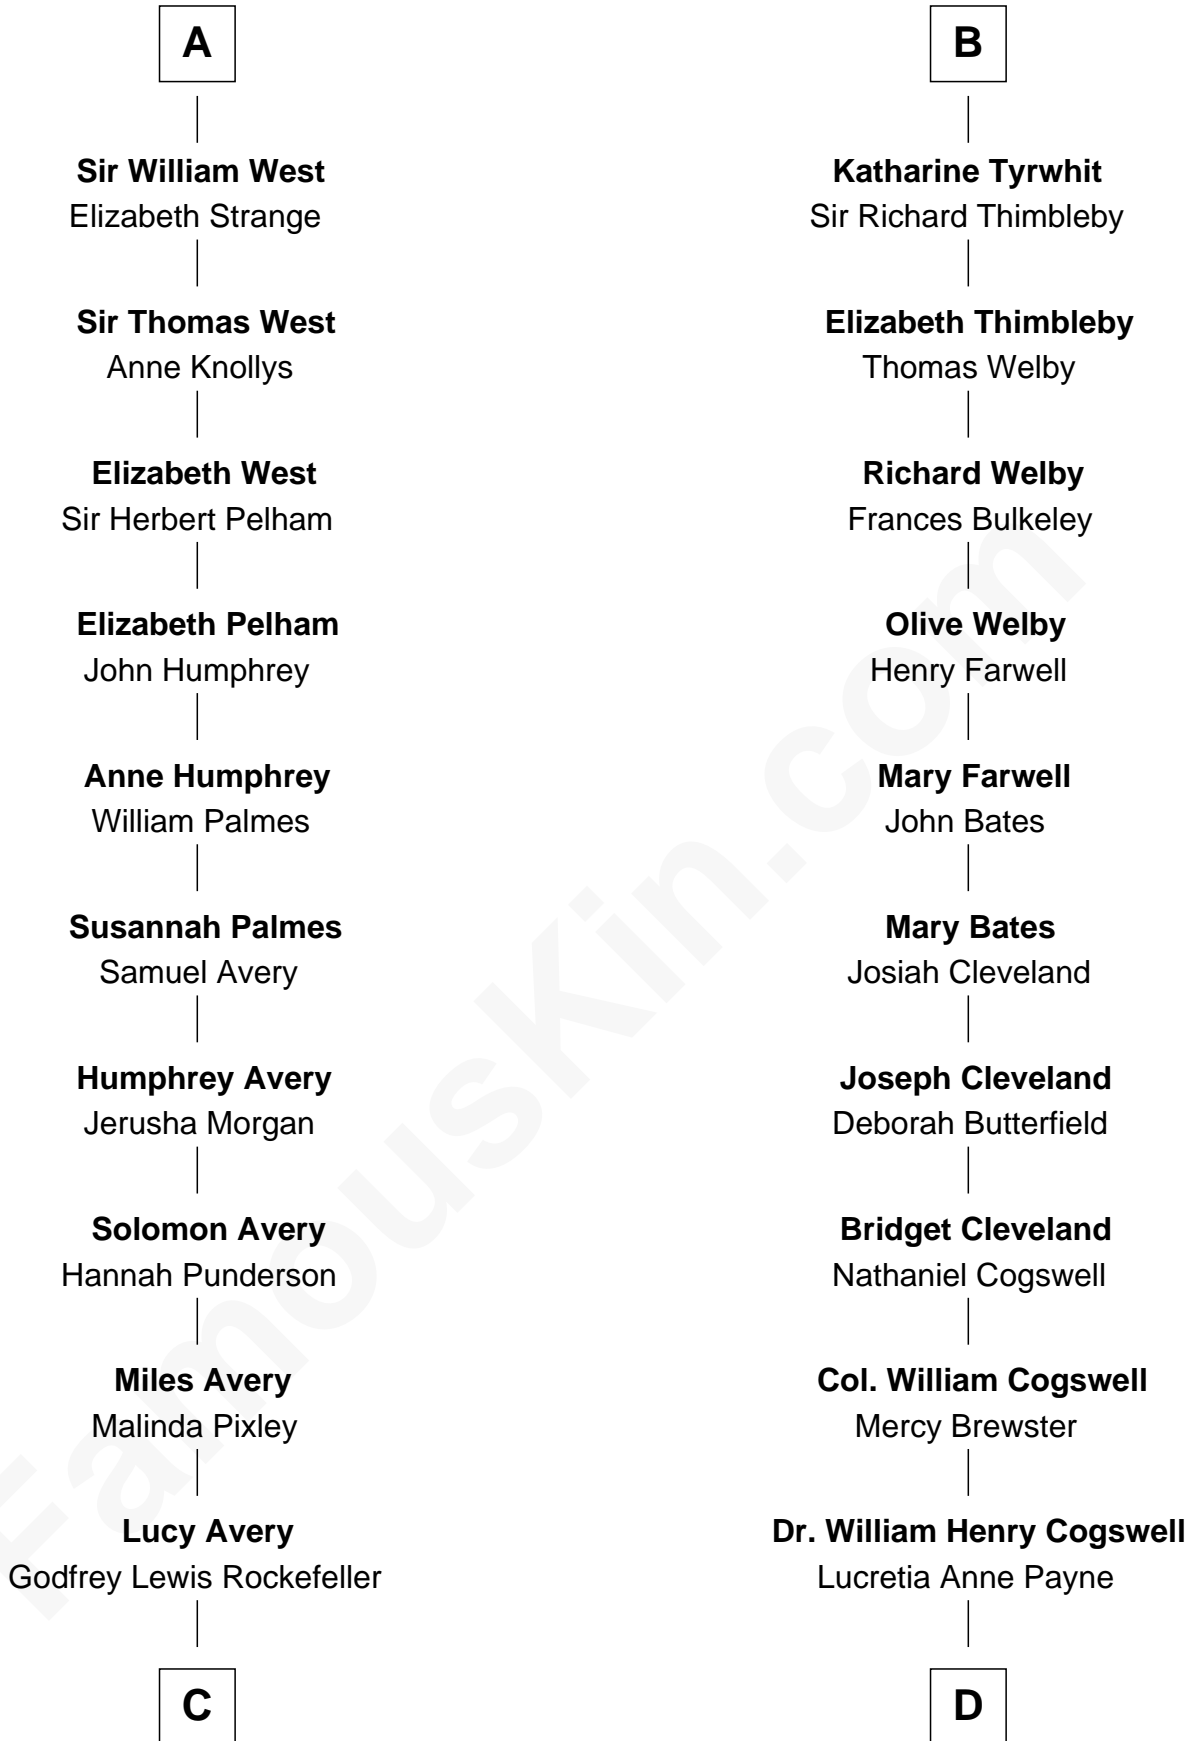 A
Sir William West
Elizabeth Strange
Sir Thomas West
Anne Knollys
Elizabeth West
Sir Herbert Pelham
Elizabeth Pelham
John Humphrey
Anne Humphrey
William Palmes
Susannah Palmes
Samuel Avery
Humphrey Avery
Jerusha Morgan
Solomon Avery
Hannah Punderson
Miles Avery
Malinda Pixley
Lucy Avery
Godfrey Lewis Rockefeller
C
B
Katharine Tyrwhit
Sir Richard Thimbleby
Elizabeth Thimbleby
Thomas Welby
Richard Welby
Frances Bulkeley
Olive Welby
Henry Farwell
Mary Farwell
John Bates
Mary Bates
Josiah Cleveland
Joseph Cleveland
Deborah Butterfield
Bridget Cleveland
Nathaniel Cogswell
Col. William Cogswell
Mercy Brewster
Dr. William Henry Cogswell
Lucretia Anne Payne
D
FamousKin.com